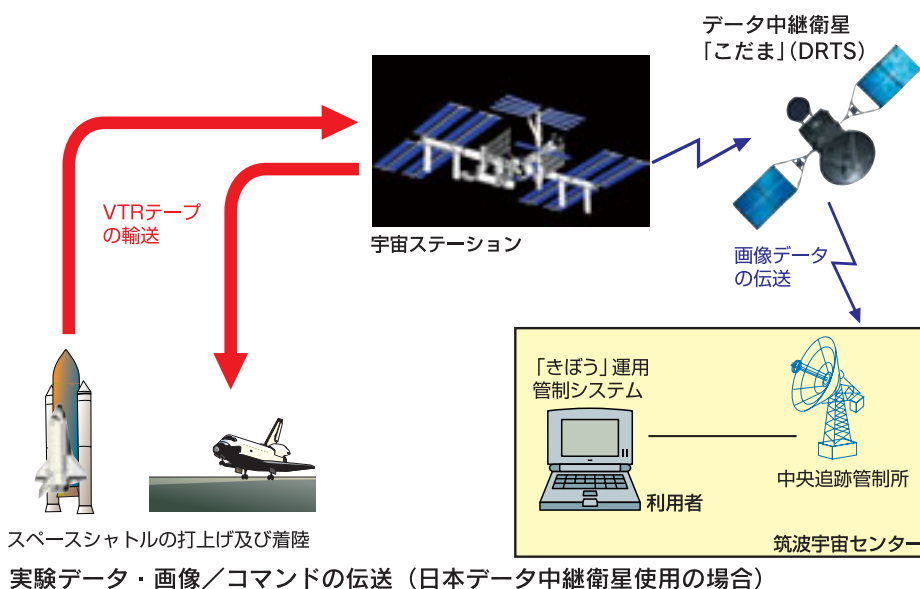 データ中継衛星
「こだま」(DRTS)
VTRテープ
の輸送
宇宙ステーション
画像データ
の伝送
「きぼう」運用
管制システム
利用者
中央追跡管制所
筑波宇宙センター
スペースシャトルの打上げ及び着陸
実験データ・画像／コマンドの伝送（日本データ中継衛星使用の場合）